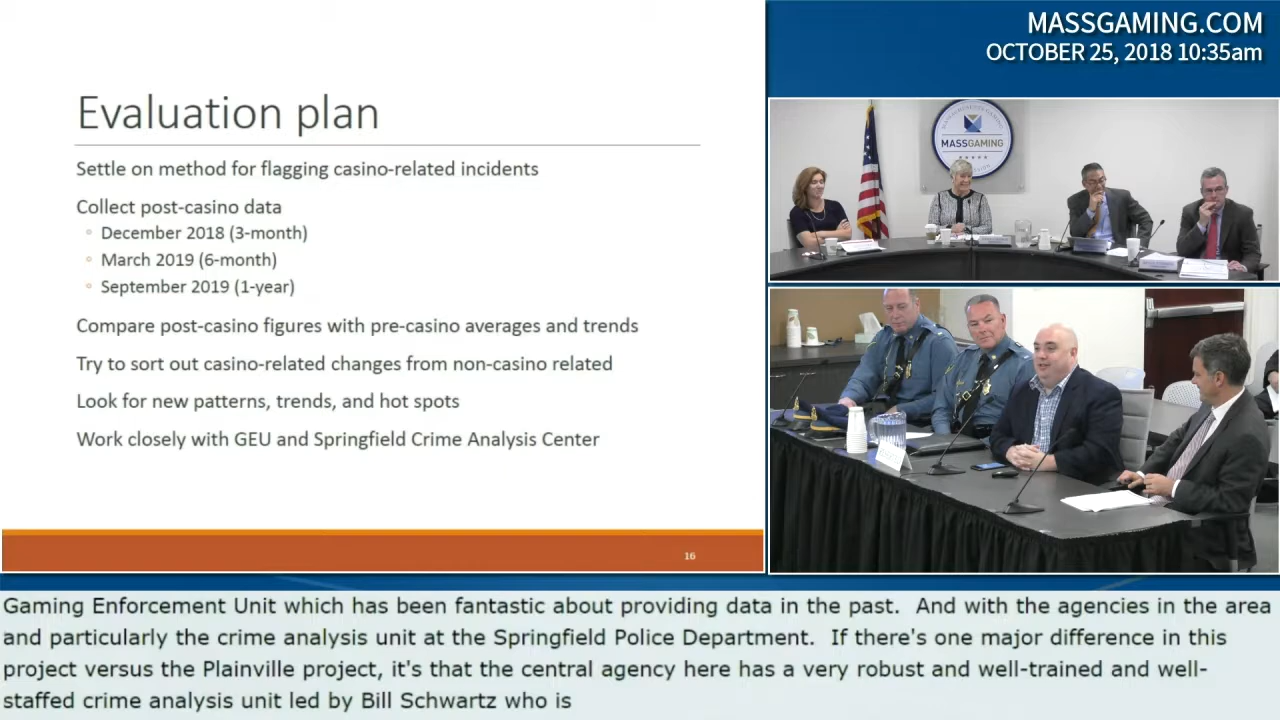 MASSGAMING.COM
OCTOBER 25, 2018 10:35am
Evaluation plan
Settle on method for flagging casino-related incidents
Collect post-casino data
◦ December 2018 (3-month)
◦ March 2019 (6-month)
◦ September 2019 (1-year)
Compare post-casino figures with pre-casino averages and trends
Try to sort out casino-related changes from non-casino related
Look for new patterns, trends, and hot spots
Work closely with GEU and Springfield Crime Analysis Center
16
MASSGAMING
Gaming Enforcement Unit which has been fantastic about providing data in the past.  And with the agencies in the area
and particularly the crime analysis unit at the Springfield Police Department.  If there's one major difference in this
project versus the Plainville project, it's that the central agency here has a very robust and well-trained and well-
staffed crime analysis unit led by Bill Schwartz who is